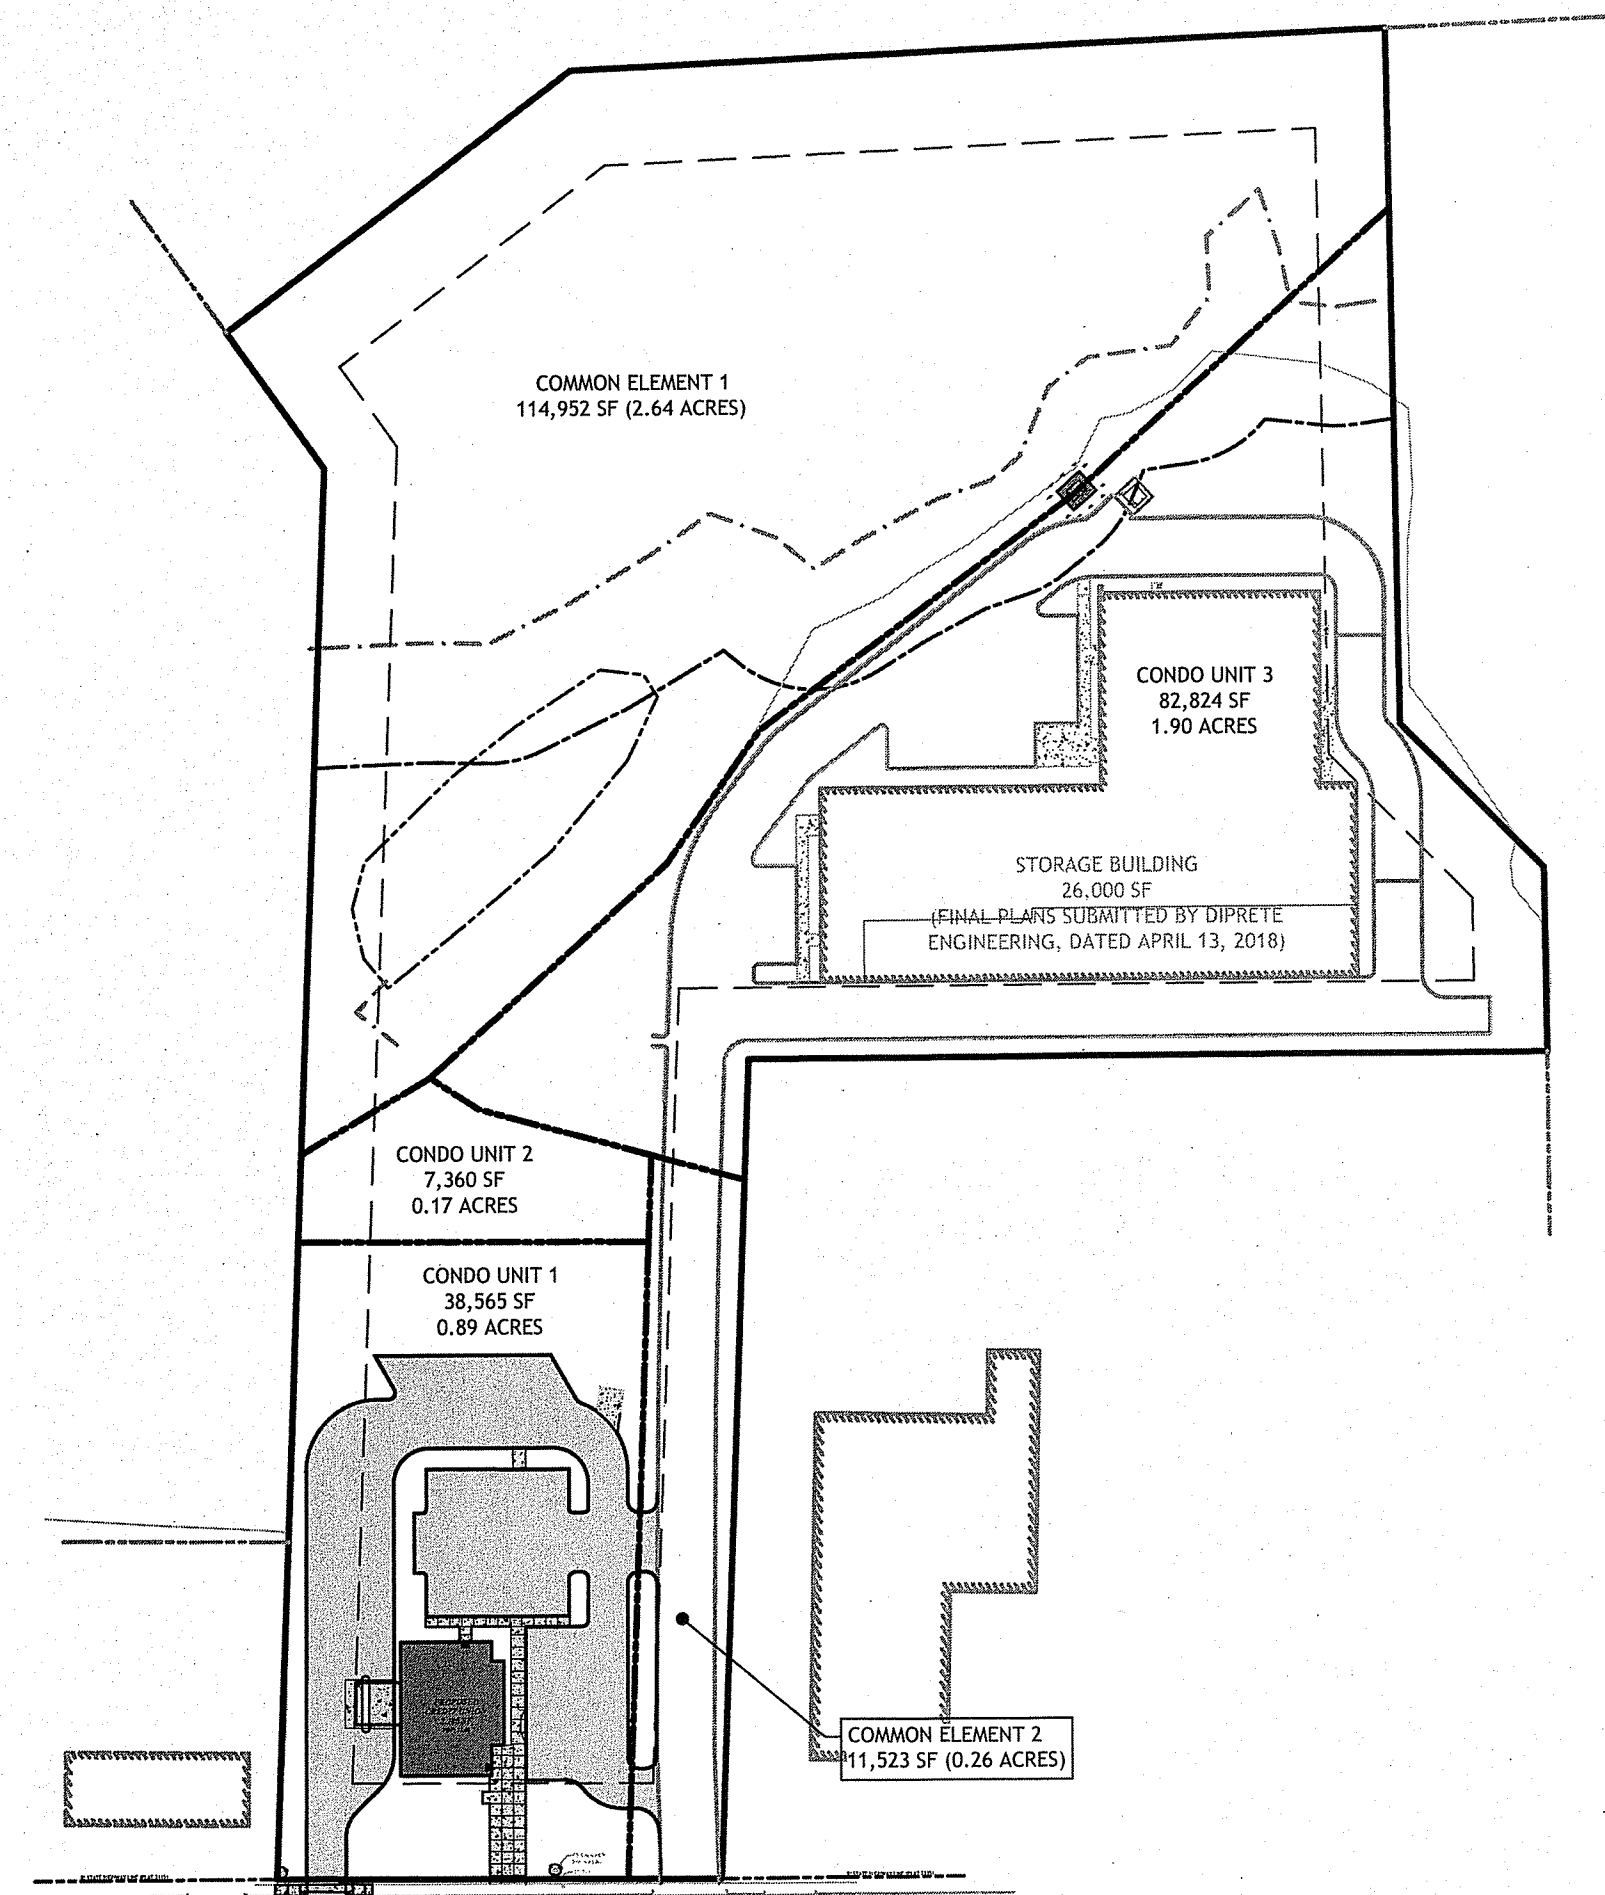 COMMON ELEMENT 1
114,952 SF (2.64 ACRES)
CONDO UNIT 3
82,824 SF
1.90 ACRES
STORAGE BUILDING
26,000 SF
(FINAL PLANS SUBMITTED BY DIPRETE
ENGINEERING, DATED APRIL 13, 2018)
CONDO UNIT 2
7,360 SF
0.17 ACRES
CONDO UNIT 1
38,565 SF
0.89 ACRES
COMMON ELEMENT 2
11,523 SF (0.26 ACRES)